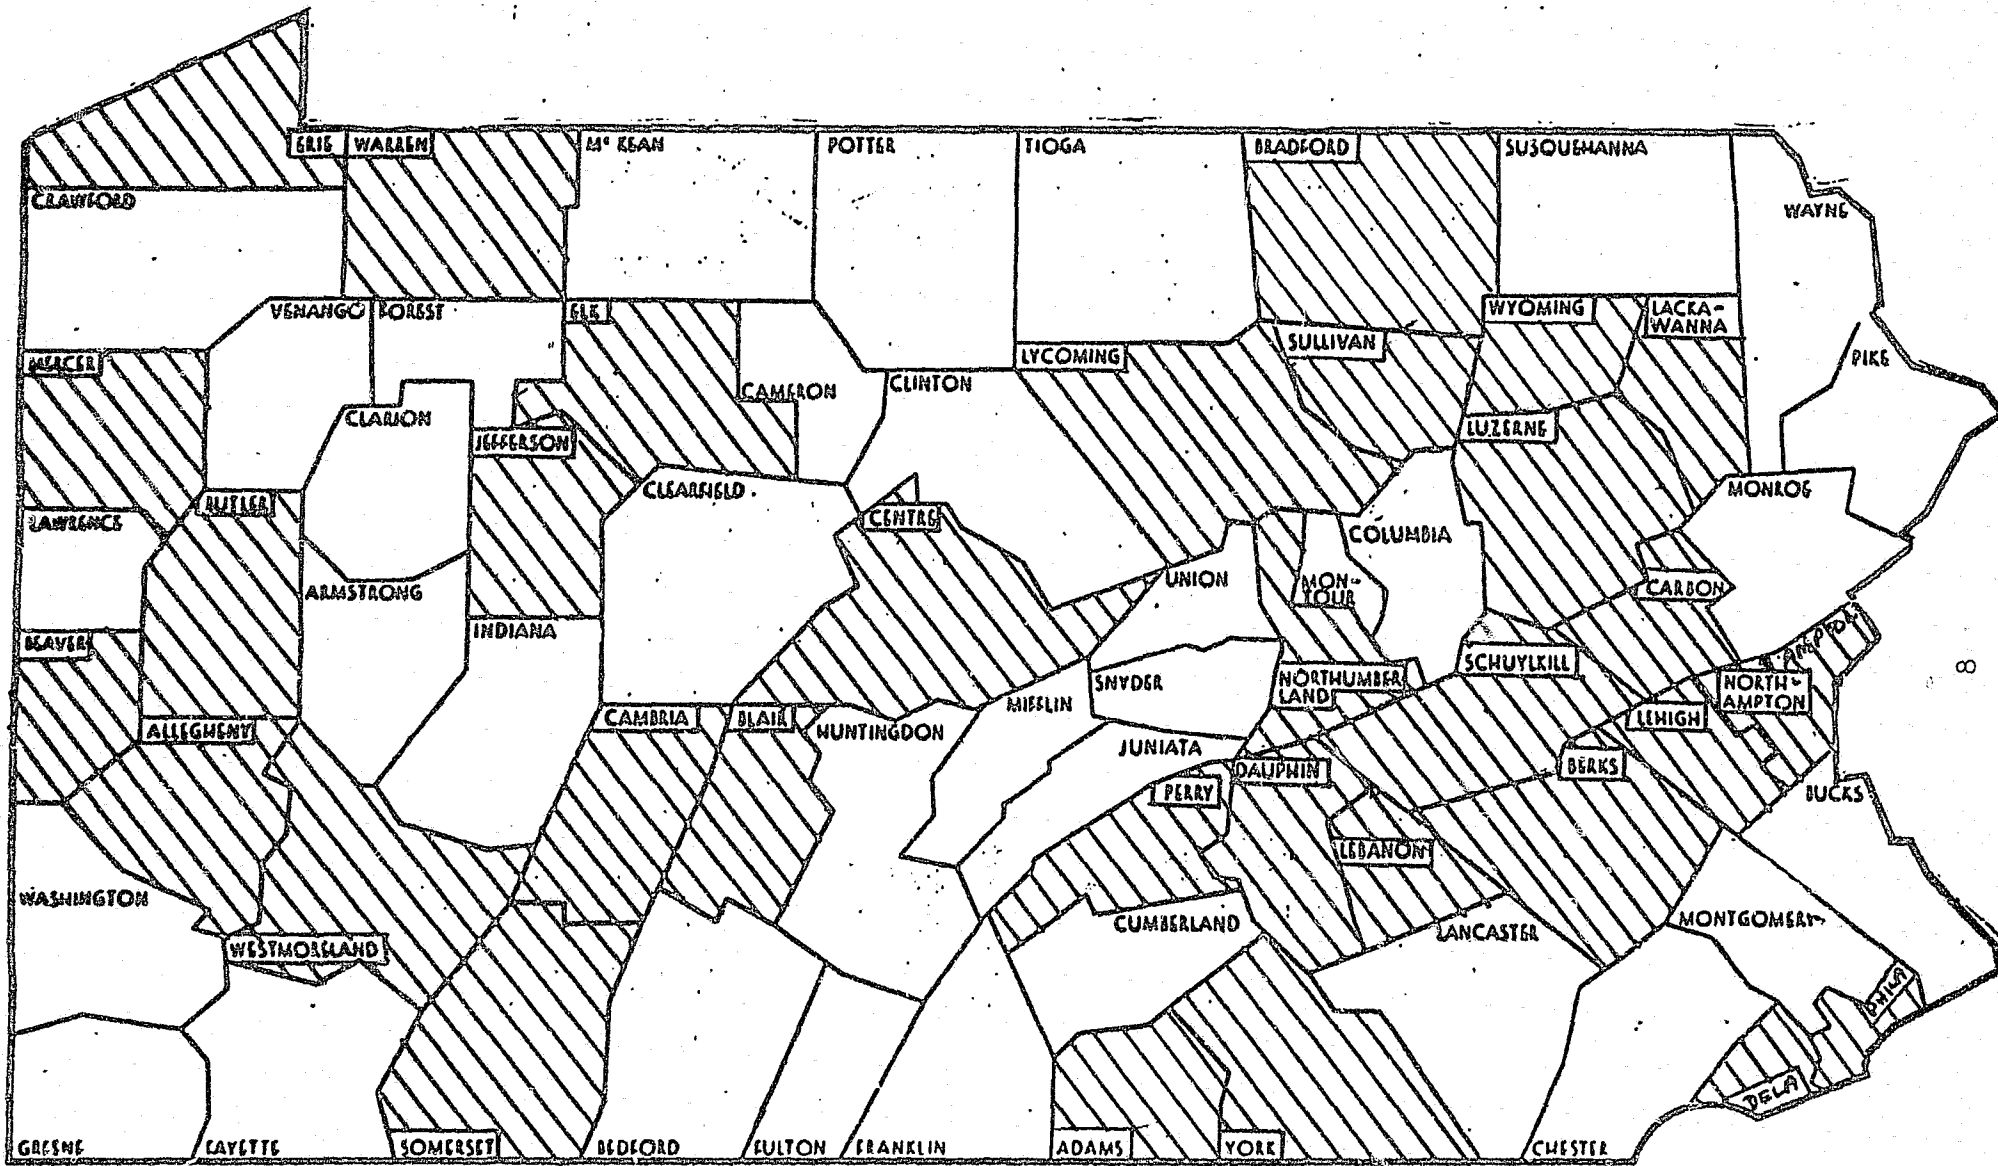 ERIE
WARREN
Mc KEAN
POTTER
TIOGA
BRADFORD
SUSQUEHANNA
CRAWFORD
WAYNE
VENANGO
FOREST
ELK
WYOMING
LACKA-
WANNA
SULLIVAN
LYCOMING
MERCER
PIKE
CAMERON
CLINTON
CLARION
JEFFERSON
LUZERNE
CLEARFIELD
MONROE
BUTLER
LAWRENCE
CENTRE
COLUMBIA
UNION
MON-
TOUR
CARBON
ARMSTRONG
INDIANA
BEAVER
SCHUYLKILL
8
SNYDER
NORTHUMBER
LAND
NORTH-
AMPTON
MIFFLIN
CAMBRIA
BLAIR
HUNTINGDON
LEHIGH
ALLEGHENY
JUNIATA
DAUPHIN
BERKS
PERRY
BUCKS
LEBANON
WASHINGTON
CUMBERLAND
LANCASTER
MONTGOMERY
WESTMORELAND
PHILA
DELA
GREENE
FAYETTE
SOMERSET
BEDFORD
FULTON
FRANKLIN
ADAMS
YORK
CHESTER